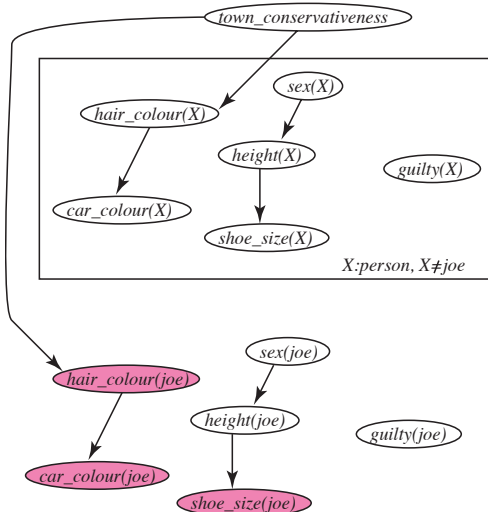 town_conservativeness
sex(X)
hair_colour(X)
height(X)
guilty(X)
car_colour(X)
shoe_size(X)
X:person, X≠joe
sex(joe)
hair_colour(joe)
height(joe)
guilty(joe)
car_colour(joe)
shoe_size(joe)